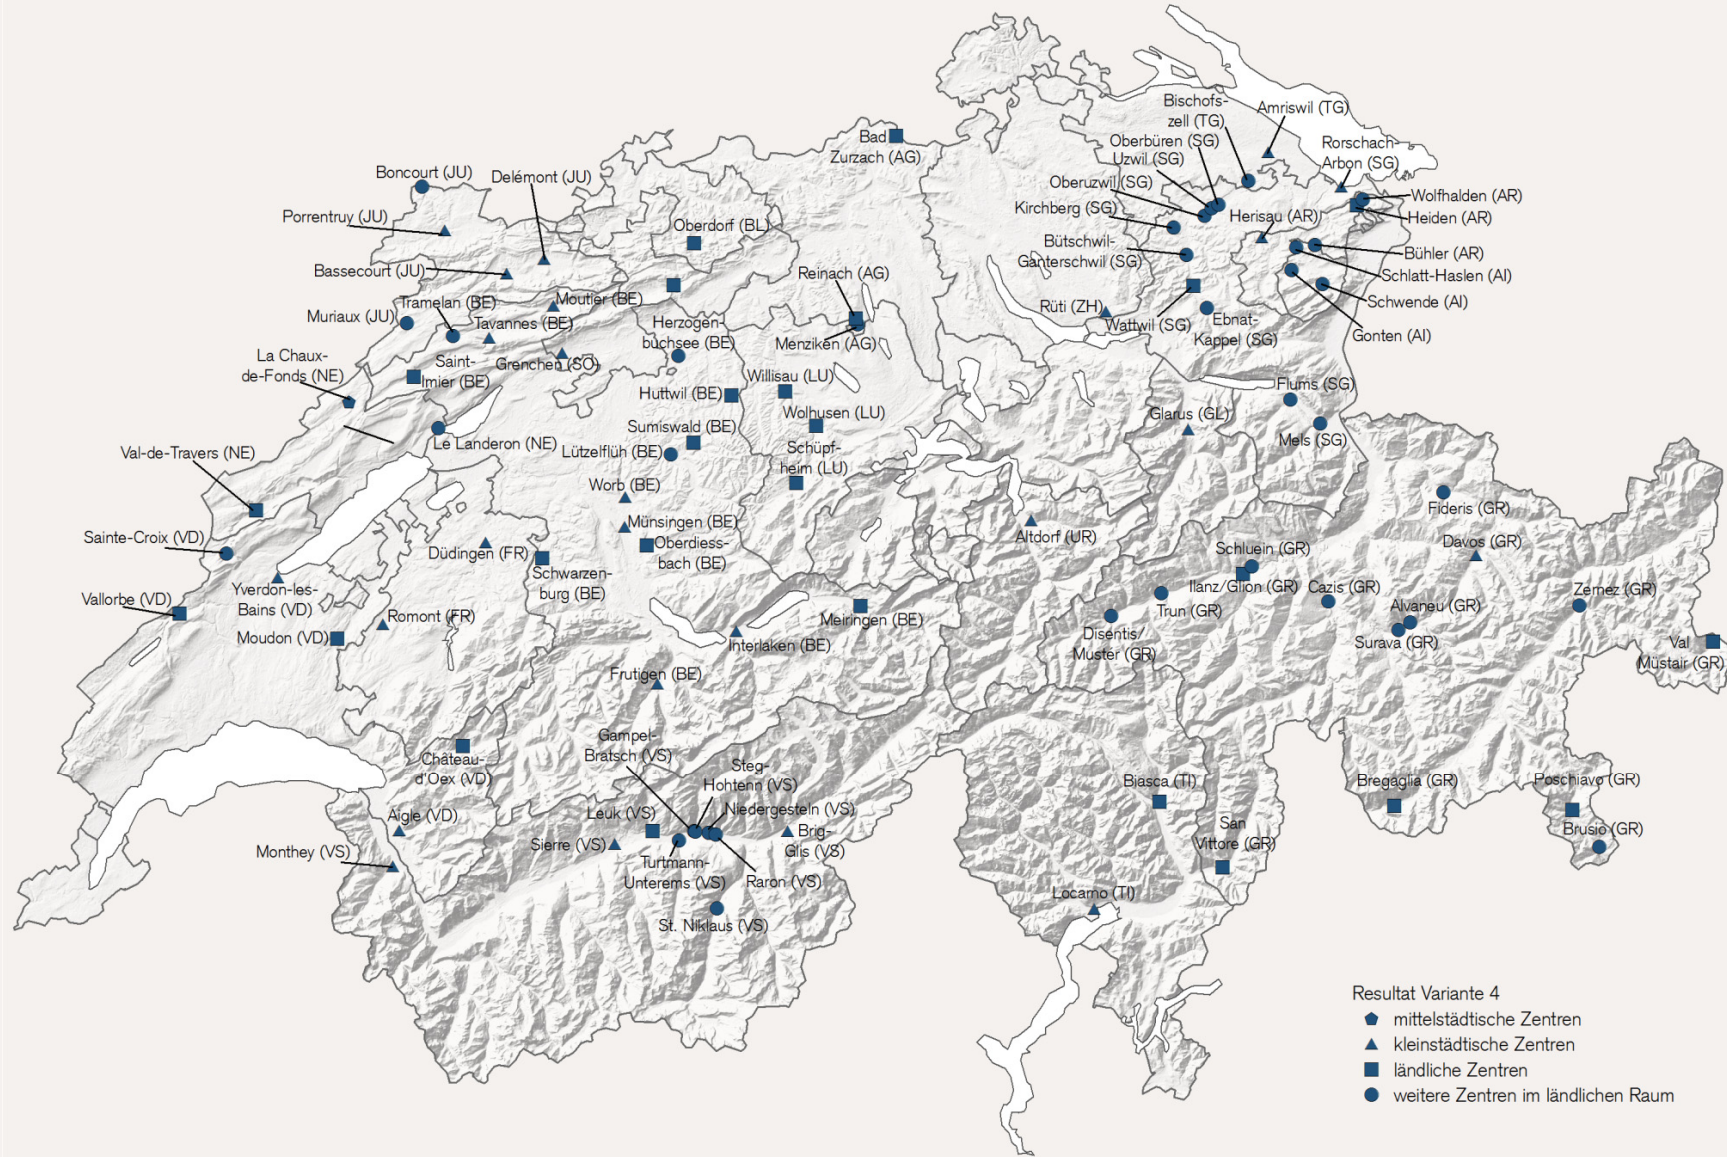 Bischofs-
zell (TG)
Amriswil (TG)
Oberbüren (SG)
Uzwil (SG)
Rorschach-
Arbon (SG)
Bad
Zurzach (AG)
Boncourt (JU)
Delémont (JU)
Oberuzwil (SG)
Kirchberg (SG)
Wolfhalden (AR)
Heiden (AR)
Porrentruy (JU)
Oberdorf (BL)
Herisau (AR)
Bütschwil-
Ganterschwil (SG)
Bühler (AR)
Schlatt-Haslen (AI)
Bassecourt (JU)
Reinach (AG)
Schwende (AI)
Tramelan (BE)
Moutier (BE)
Rüti (ZH)
Muriaux (JU)
Tavannes (BE)
Herzogen-
buchsee (BE)
Menziken (AG)
Wattwil (SG)
Ebnat-
Kappel (SG)
Gonten (AI)
La Chaux-
de-Fonds (NE)
Saint-
Imier (BE)
Grenchen (SO)
Huttwil (BE)
Willisau (LU)
Flums (SG)
Wolhusen (LU)
Glarus (GL)
Sumiswald (BE)
Mels (SG)
Le Landeron (NE)
Lützelflüh (BE)
Schüpf-
heim (LU)
Val-de-Travers (NE)
Worb (BE)
Fideris (GR)
Sainte-Croix (VD)
Münsingen (BE)
Oberdiess-
bach (BE)
Altdorf (UR)
Davos (GR)
Düdingen (FR)
Schwarzen-
burg (BE)
Schluein (GR)
Ilanz/Glion (GR)
Cazis (GR)
Zernez (GR)
Yverdon-les-
Bains (VD)
Vallorbe (VD)
Romont (FR)
Moudon (VD)
Meiringen (BE)
Trun (GR)
Alvaneu (GR)
Disentis/
Muster (GR)
Surava (GR)
Val
Müstair (GR)
Interlaken (BE)
Frutigen (BE)
Gampel-
Bratsch (VS)
Château-
d'Oex (VD)
Steg-
Hohtenn (VS)
Biasca (TI)
Bregaglia (GR)
Poschiavo (GR)
Aigle (VD)
Leuk (VS)
Niedergesteln (VS)
Brusio (GR)
Monthey (VS)
Sierre (VS)
Brig-
Glis (VS)
San
Vittore (GR)
Turtmann-
Unterems (VS)
Raron (VS)
Locarno (TI)
St. Niklaus (VS)
Resultat Variante 4
mittelstädtische Zentren
kleinstädtische Zentren
ländliche Zentren
weitere Zentren im ländlichen Raum